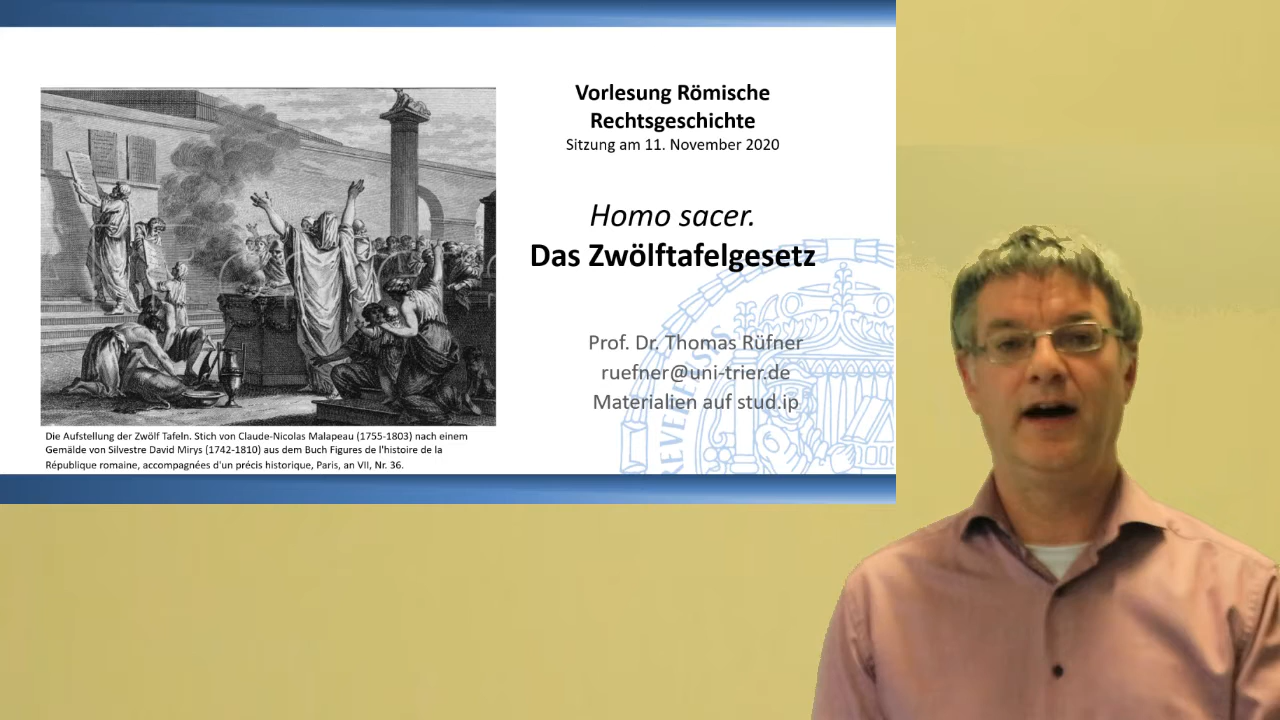 Vorlesung Römische
Rechtsgeschichte
Sitzung am 11. November 2020
Homo sacer.
Das Zwölftafelgesetz
Prof. Dr. Thomas Rüfner
ruefner@uni-trier.de
Materialien auf stud.ip
Die Aufstellung der Zwölf Tafeln. Stich von Claude-Nicolas Malapeau (1755-1803) nach einem
Gemälde von Silvestre David Mirys (1742-1810) aus dem Buch Figures de l'histoire de la
République romaine, accompagnées d'un précis historique, Paris, an VII, Nr. 36.